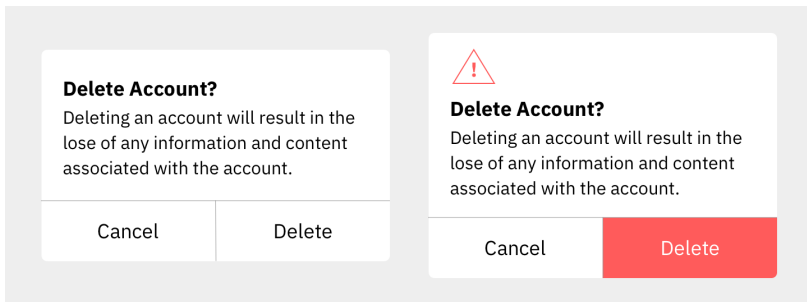 Delete Account?
Deleting an account will result in the
lose of any information and content
associated with the account.
Cancel
Delete
!
Delete Account?
Deleting an account will result in the
lose of any information and content
associated with the account.
Cancel
Delete